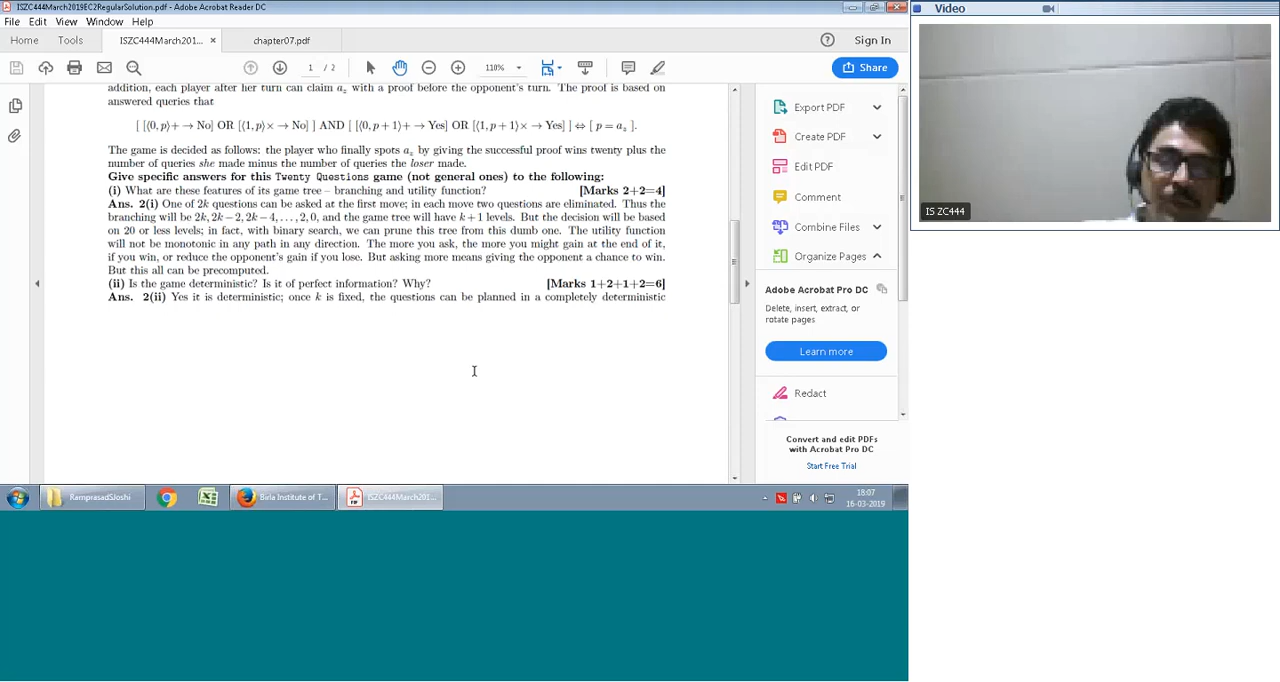 ISZC444March2019EC2RegularSolution.pdf - Adobe Acrobat Reader DC
File Edit View Window Help
Home Tools ISZC444March201... × chapter07.pdf Sign In
1 / 2 110% Share
addition, each player after her turn can claim a_z with a proof before the opponent's turn. The proof is based on
answered queries that
[ [⟨0, p⟩+ → No] OR [⟨1, p⟩× → No] ] AND [ [⟨0, p + 1⟩+ → Yes] OR [⟨1, p + 1⟩× → Yes] ] ⇔ [ p = a_z ].
The game is decided as follows: the player who finally spots a_z by giving the successful proof wins twenty plus the
number of queries she made minus the number of queries the loser made.
Give specific answers for this Twenty Questions game (not general ones) to the following:
(i) What are these features of its game tree – branching and utility function? [Marks 2+2=4]
Ans. 2(i) One of 2k questions can be asked at the first move; in each move two questions are eliminated. Thus the
branching will be 2k, 2k − 2, 2k − 4, . . . , 2, 0, and the game tree will have k + 1 levels. But the decision will be based
on 20 or less levels; in fact, with binary search, we can prune this tree from this dumb one. The utility function
will not be monotonic in any path in any direction. The more you ask, the more you might gain at the end of it,
if you win, or reduce the opponent's gain if you lose. But asking more means giving the opponent a chance to win.
But this all can be precomputed.
(ii) Is the game deterministic? Is it of perfect information? Why? [Marks 1+2+1+2=6]
Ans. 2(ii) Yes it is deterministic; once k is fixed, the questions can be planned in a completely deterministic
Export PDF
Create PDF
Edit PDF
Comment
Combine Files
Organize Pages
Adobe Acrobat Pro DC
Delete, insert, extract, or
rotate pages
Learn more
Redact
Convert and edit PDFs
with Acrobat Pro DC
Start Free Trial
Video
IS ZC444
RamprasadSJoshi
Birla Institute of T...
ISZC444March201...
18:07
16-03-2019